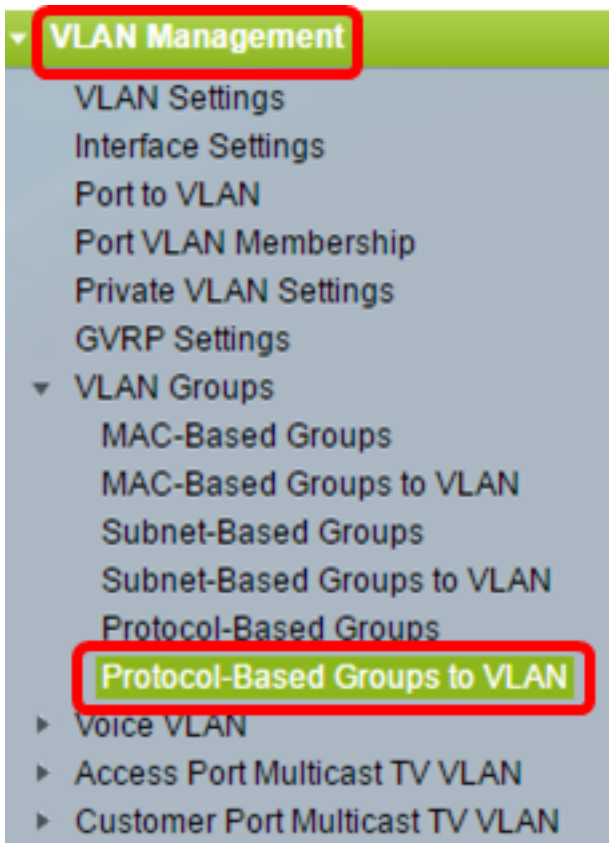 VLAN Management
VLAN Settings
Interface Settings
Port to VLAN
Port VLAN Membership
Private VLAN Settings
GVRP Settings
VLAN Groups
MAC-Based Groups
MAC-Based Groups to VLAN
Subnet-Based Groups
Subnet-Based Groups to VLAN
Protocol-Based Groups
Protocol-Based Groups to VLAN
Voice VLAN
Access Port Multicast TV VLAN
Customer Port Multicast TV VLAN